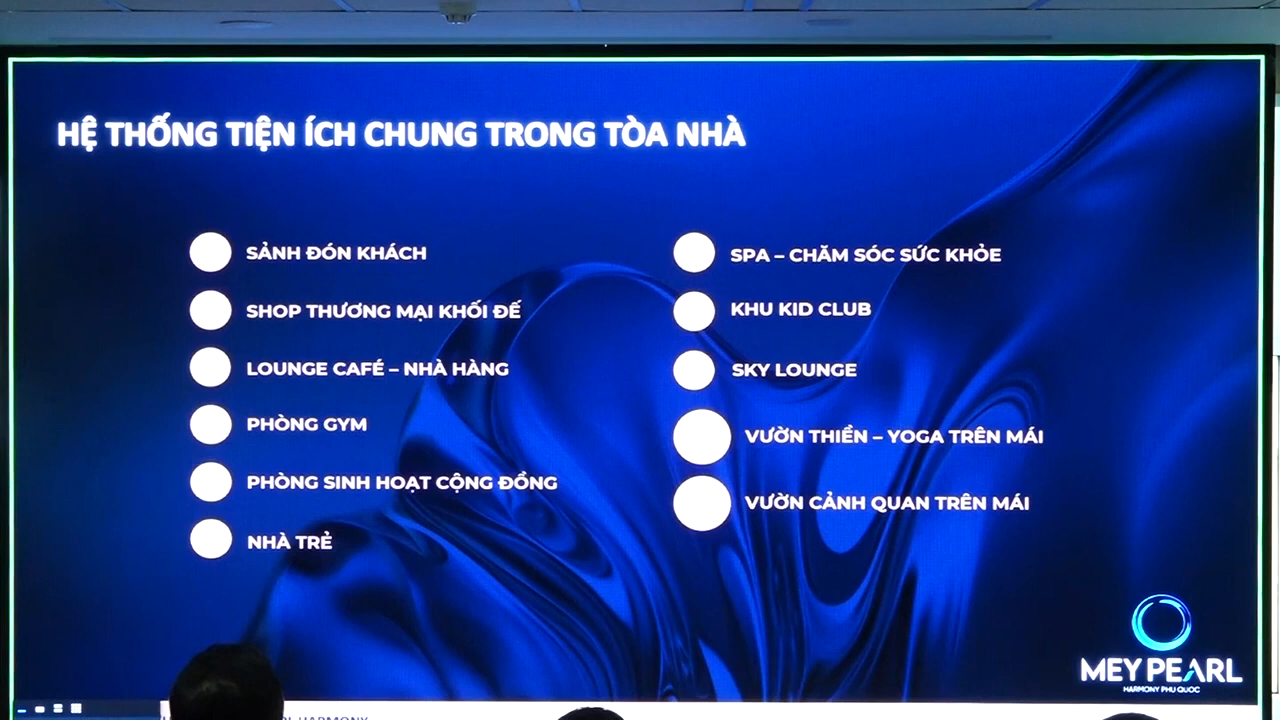 HỆ THỐNG TIỆN ÍCH CHUNG TRONG TÒA NHÀ
SẢNH ĐÓN KHÁCH
SHOP THƯƠNG MẠI KHỐI ĐẾ
LOUNGE CAFÉ – NHÀ HÀNG
PHÒNG GYM
PHÒNG SINH HOẠT CỘNG ĐỒNG
NHÀ TRẺ
SPA – CHĂM SÓC SỨC KHỎE
KHU KID CLUB
SKY LOUNGE
VƯỜN THIỀN – YOGA TRÊN MÁI
VƯỜN CẢNH QUAN TRÊN MÁI
MEY PEARL
HARMONY PHU QUOC
HARMONY